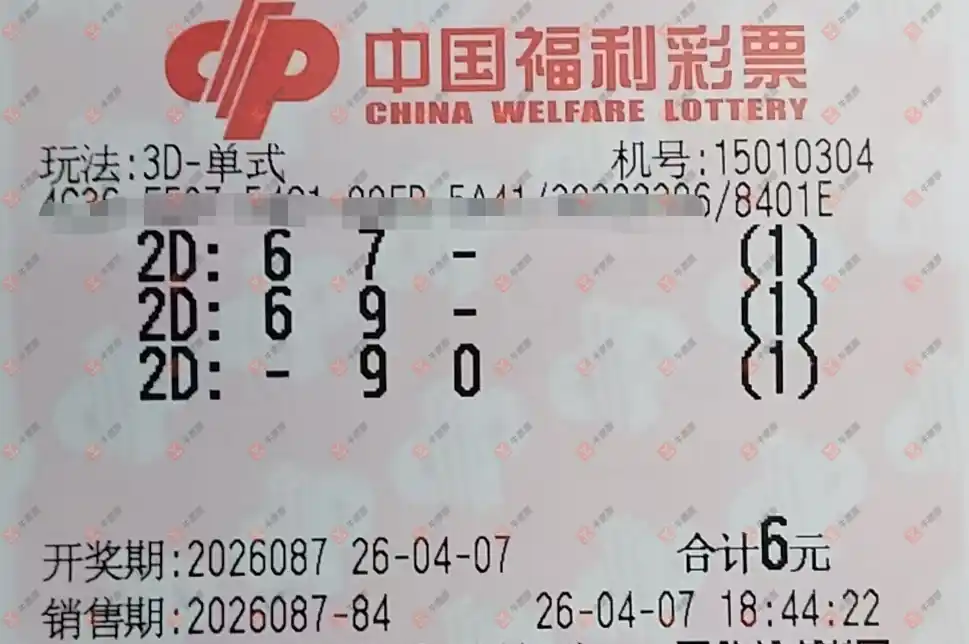 中国福利彩票
CHINA WELFARE LOTTERY
玩法:3D-单式 机号:15010304
/8401E
2D: 6 7 - (1)
2D: 6 9 - (1)
2D: - 9 0 (1)
开奖期:2026087 26-04-07 合计6元
销售期:2026087-84 26-04-07 18:44:22